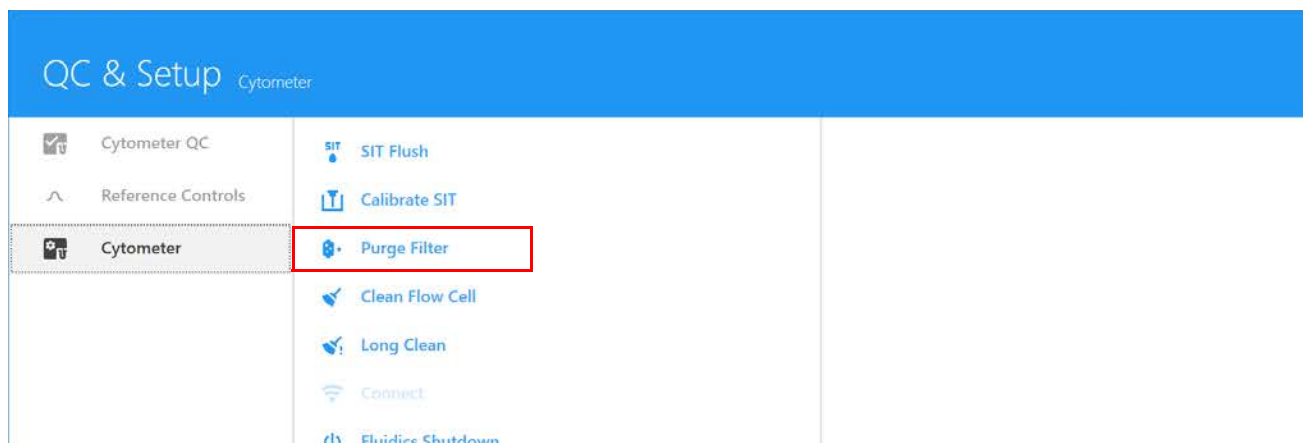 QC & Setup Cytometer
Cytometer QC
Reference Controls
Cytometer
SIT SIT Flush
Calibrate SIT
Purge Filter
Clean Flow Cell
Long Clean
Connect
Fluidics Shutdown